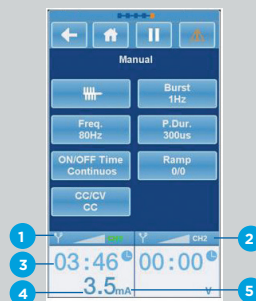 Manual
Burst
1Hz
Freq.
80Hz
P.Dur.
300us
ON/OFF Time
Continuos
Ramp
0/0
CC/CV
CC
1
CH2
2
3
03:46
00:00
4
3.5mA
V
5